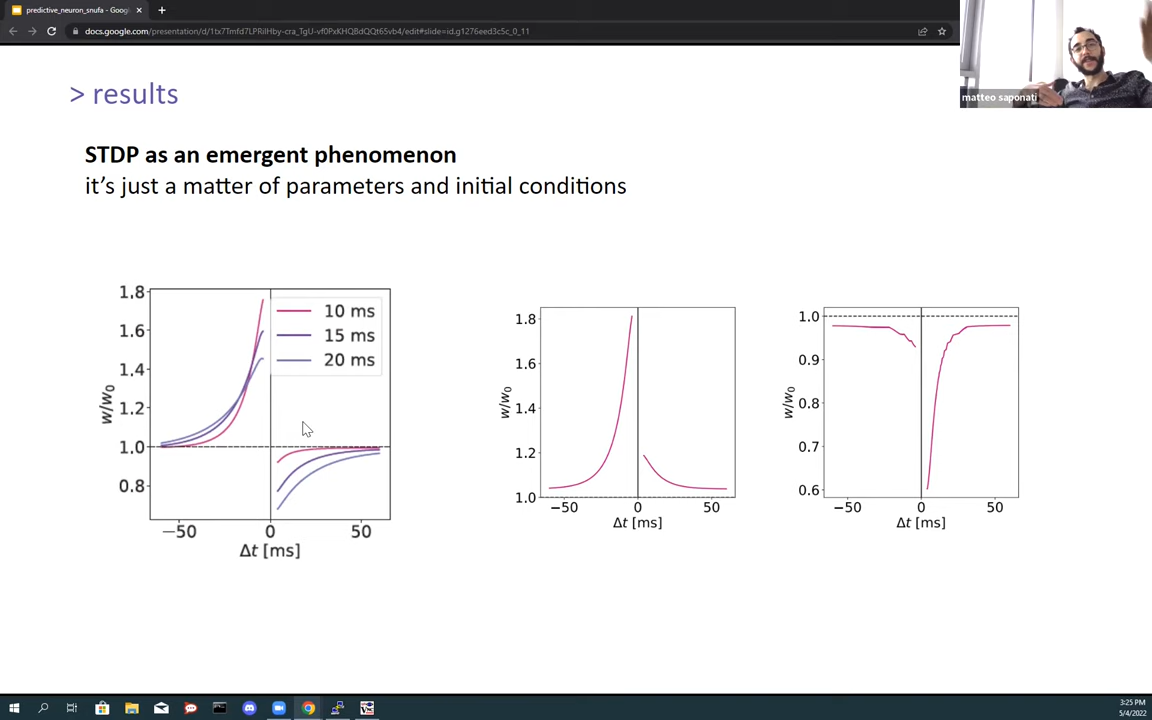 predictive_neuron_snufa - Googl
docs.google.com/presentation/d/1tx7Tmfd7LPRilHby-cra_TgU-vf0PxKHQBdQQt65vb4/edit#slide=id.g1276eed3c5c_0_11
matteo saponati
> results
STDP as an emergent phenomenon
it's just a matter of parameters and initial conditions
1.8
1.6
1.4
1.2
1.0
0.8
w/w₀
10 ms
15 ms
20 ms
−50 0 50
Δt [ms]
1.8
1.6
1.4
1.2
1.0
w/w₀
−50 0 50
Δt [ms]
1.0
0.9
0.8
0.7
0.6
w/w₀
−50 0 50
Δt [ms]
3:25 PM
5/4/2022